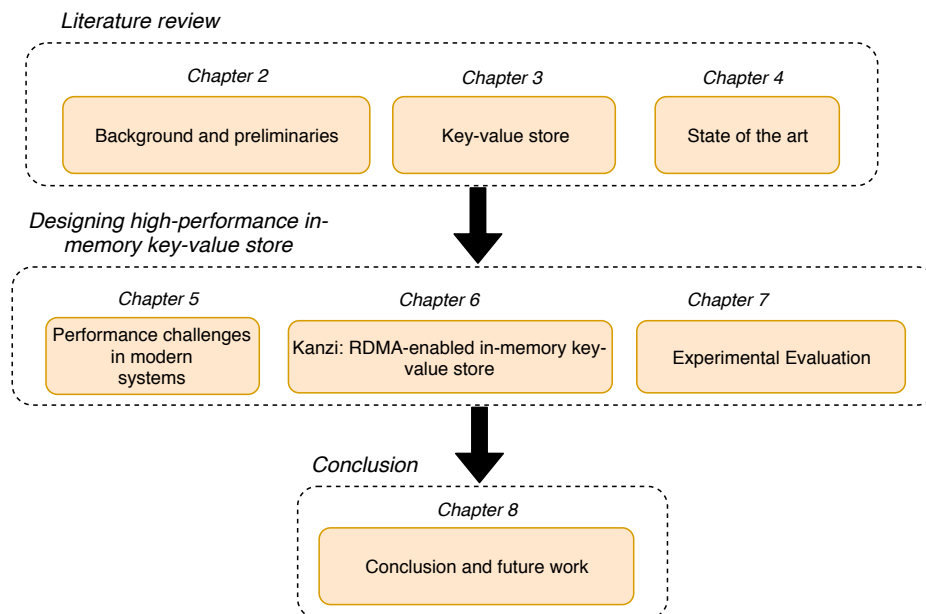 Literature review
Chapter 2
Chapter 3
Chapter 4
Background and preliminaries
Key-value store
State of the art
Designing high-performance in-
memory key-value store
Chapter 5
Chapter 6
Chapter 7
Performance challenges
in modern
systems
Kanzi: RDMA-enabled in-memory key-
value store
Experimental Evaluation
Conclusion
Chapter 8
Conclusion and future work